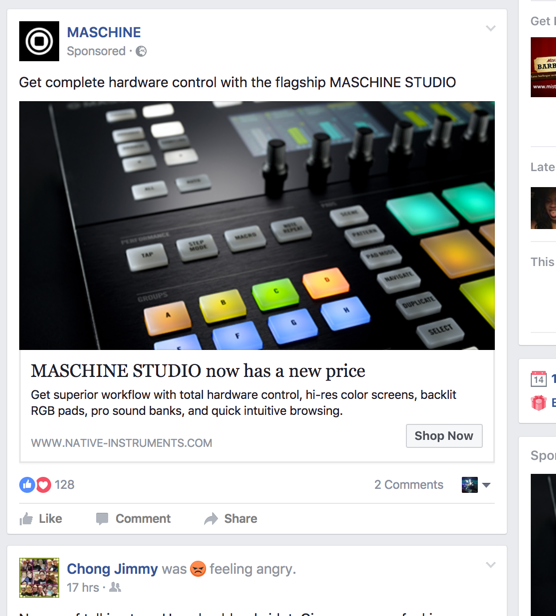 MASCHINE
Sponsored ·
Get complete hardware control with the flagship MASCHINE STUDIO
PERFORMANCE
TAP
STEP MODE
MACRO
NOTE REPEAT
SCENE
PATTERN
PAD MODE
NAVIGATE
DUPLICATE
SELECT
GROUPS
A
B
C
D
E
F
G
H
MASCHINE STUDIO now has a new price
Get superior workflow with total hardware control, hi-res color screens, backlit
RGB pads, pro sound banks, and quick intuitive browsing.
WWW.NATIVE-INSTRUMENTS.COM
Shop Now
128
2 Comments
Like
Comment
Share
Chong Jimmy was feeling angry.
17 hrs ·
Get
Late
This
14
1
Spo